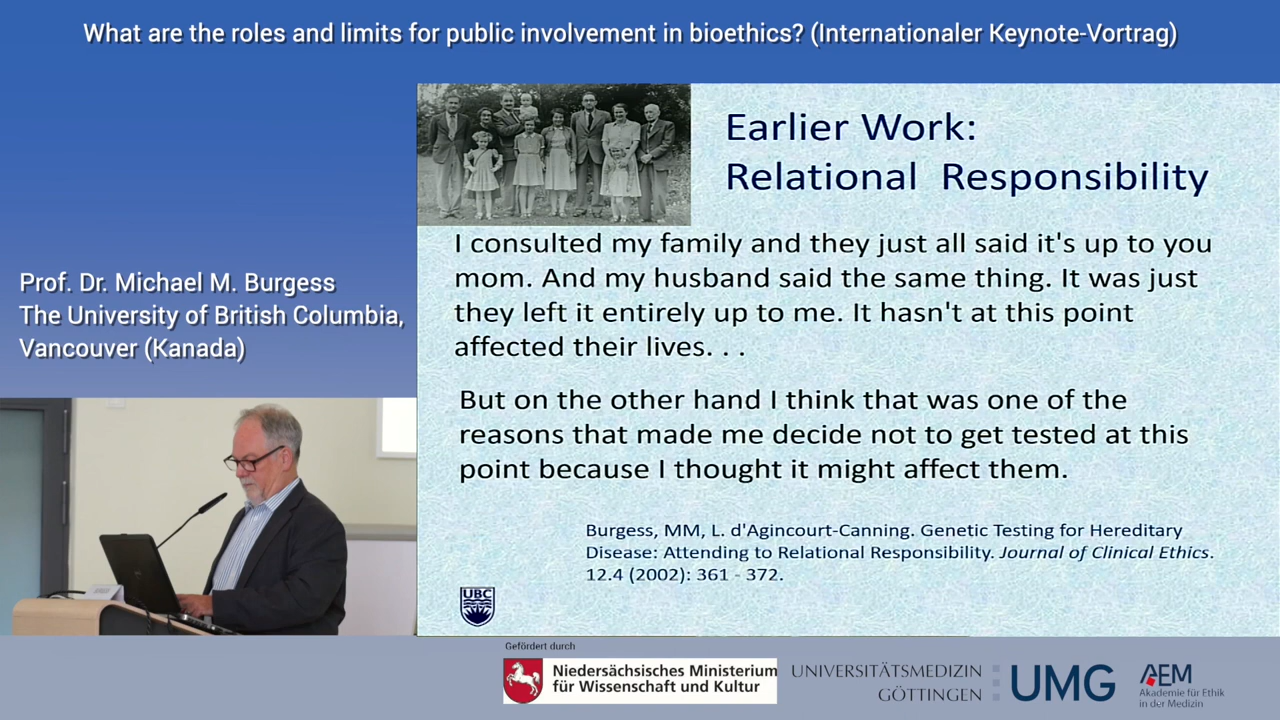 What are the roles and limits for public involvement in bioethics? (Internationaler Keynote-Vortrag)
Prof. Dr. Michael M. Burgess
The University of British Columbia,
Vancouver (Kanada)
Earlier Work:
Relational Responsibility
I consulted my family and they just all said it's up to you
mom. And my husband said the same thing. It was just
they left it entirely up to me. It hasn't at this point
affected their lives. . .
But on the other hand I think that was one of the
reasons that made me decide not to get tested at this
point because I thought it might affect them.
Burgess, MM, L. d'Agincourt-Canning. Genetic Testing for Hereditary
Disease: Attending to Relational Responsibility. Journal of Clinical Ethics.
12.4 (2002): 361 - 372.
UBC
Gefördert durch
Niedersächsisches Ministerium
für Wissenschaft und Kultur
UNIVERSITÄTSMEDIZIN
GÖTTINGEN
UMG
AEM
Akademie für Ethik
in der Medizin